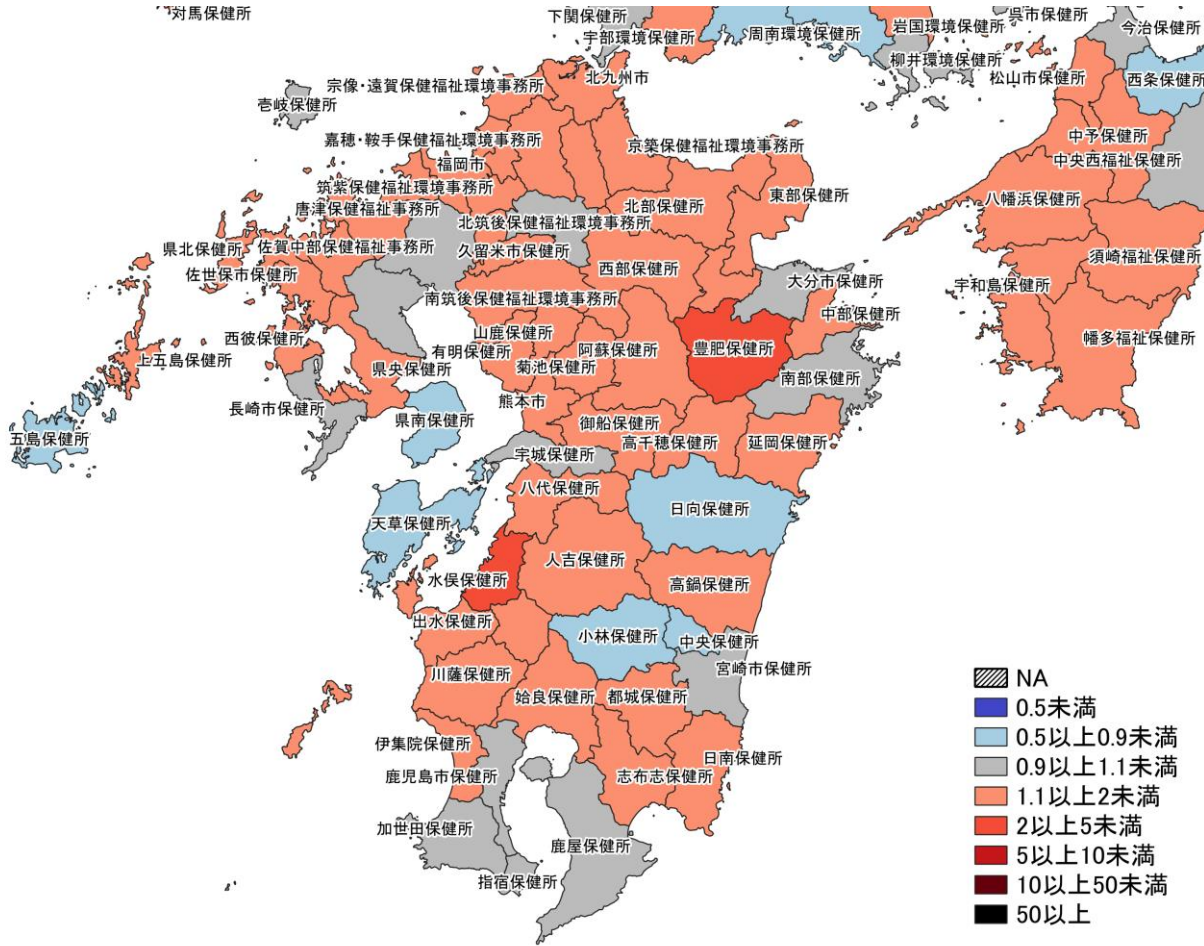 対馬保健所
下関保健所
宇部環境保健所
周南環境保健所
岩国環境保健所
呉市保健所
今治保健所
柳井環境保健所
松山市保健所
西条保健所
壱岐保健所
宗像・遠賀保健福祉環境事務所
北九州市
嘉穂・鞍手保健福祉環境事務所
京築保健福祉環境事務所
中予保健所
福岡市
中央西福祉保健所
筑紫保健福祉環境事務所
東部保健所
八幡浜保健所
唐津保健福祉事務所
北部保健所
北筑後保健福祉環境事務所
県北保健所
佐賀中部保健福祉事務所
久留米市保健所
須崎福祉保健所
佐世保市保健所
西部保健所
大分市保健所
宇和島保健所
南筑後保健福祉環境事務所
中部保健所
西彼保健所
山鹿保健所
幡多福祉保健所
上五島保健所
有明保健所
阿蘇保健所
豊肥保健所
県央保健所
菊池保健所
南部保健所
長崎市保健所
熊本市
県南保健所
御船保健所
五島保健所
高千穂保健所
延岡保健所
宇城保健所
八代保健所
日向保健所
天草保健所
人吉保健所
水俣保健所
高鍋保健所
出水保健所
小林保健所
中央保健所
宮崎市保健所
川薩保健所
姶良保健所
都城保健所
伊集院保健所
日南保健所
鹿児島市保健所
志布志保健所
加世田保健所
鹿屋保健所
指宿保健所
NA
0.5未満
0.5以上0.9未満
0.9以上1.1未満
1.1以上2未満
2以上5未満
5以上10未満
10以上50未満
50以上